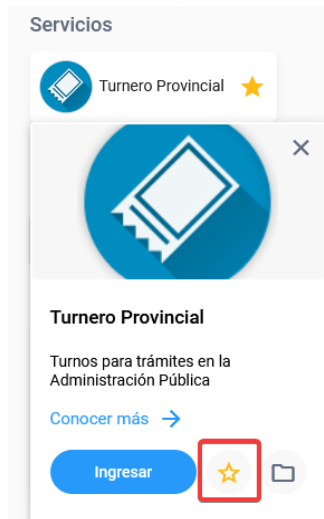 Servicios
Turnero Provincial
Turnero Provincial
Turnos para trámites en la
Administración Pública
Conocer más
Ingresar